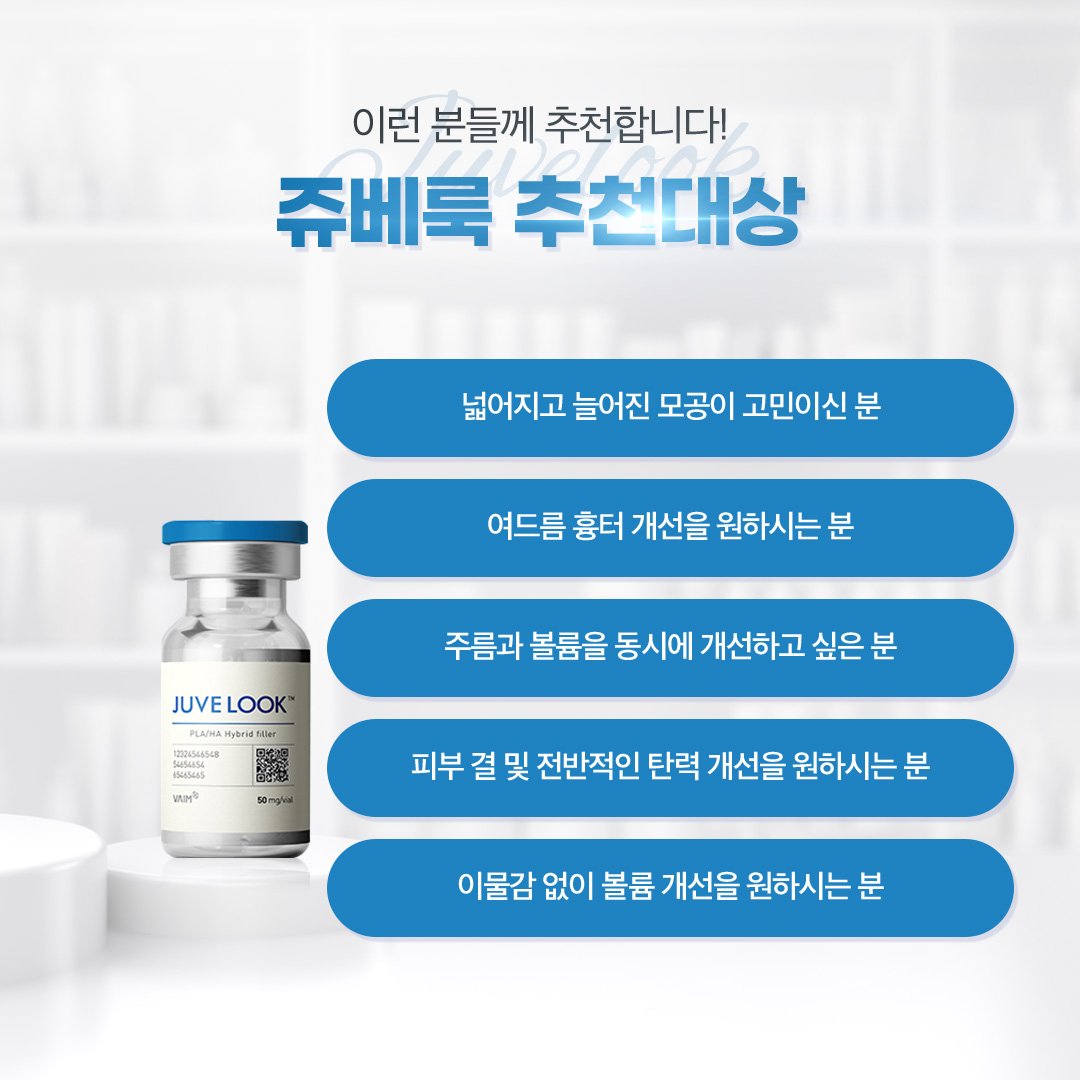 이런 분들께 추천합니다!
Juvelook
쥬베룩 추천대상
넓어지고 늘어진 모공이 고민이신 분
여드름 흉터 개선을 원하시는 분
주름과 볼륨을 동시에 개선하고 싶은 분
피부 결 및 전반적인 탄력 개선을 원하시는 분
이물감 없이 볼륨 개선을 원하시는 분
JUVE LOOK™
PLA/HA Hybrid filler
12324546548
54654654
65465465
VAIM
50 mg/vial